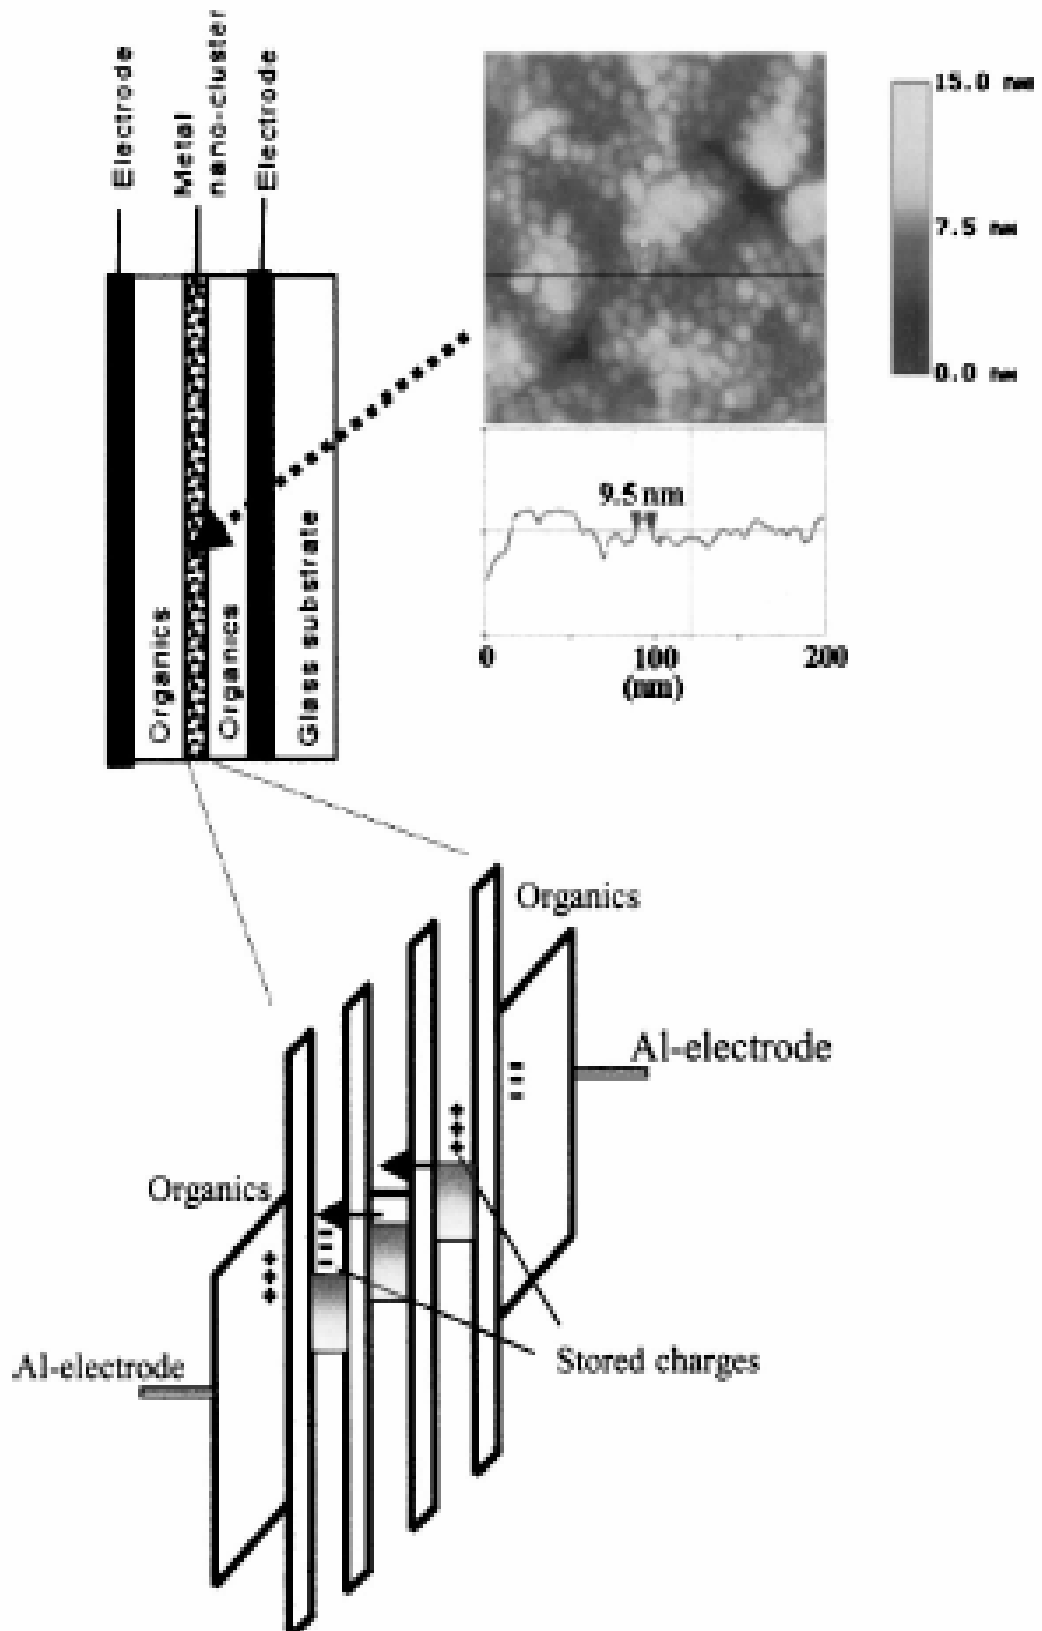 Electrode
Metal
nano-cluster
Electrode
15.0 nm
7.5 nm
0.0 nm
Organics
Organics
Glass substrate
9.5 nm
0
100
200
(nm)
Organics
Al-electrode
+++
---
Organics
+++
---
Al-electrode
Stored charges